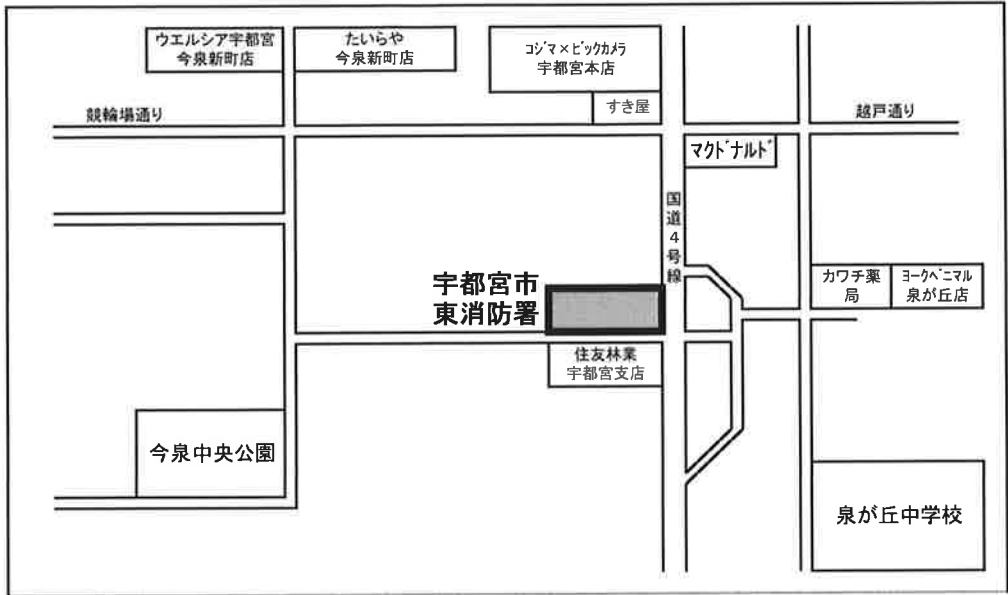 ウエルシア宇都宮
今泉新町店
たいらや
今泉新町店
コジマ×ビックカメラ
宇都宮本店
すき屋
競輪場通り
越戸通り
マクドナルド
国道4号線
カワチ薬
局
ヨークベニマル
泉が丘店
宇都宮市
東消防署
住友林業
宇都宮支店
今泉中央公園
泉が丘中学校